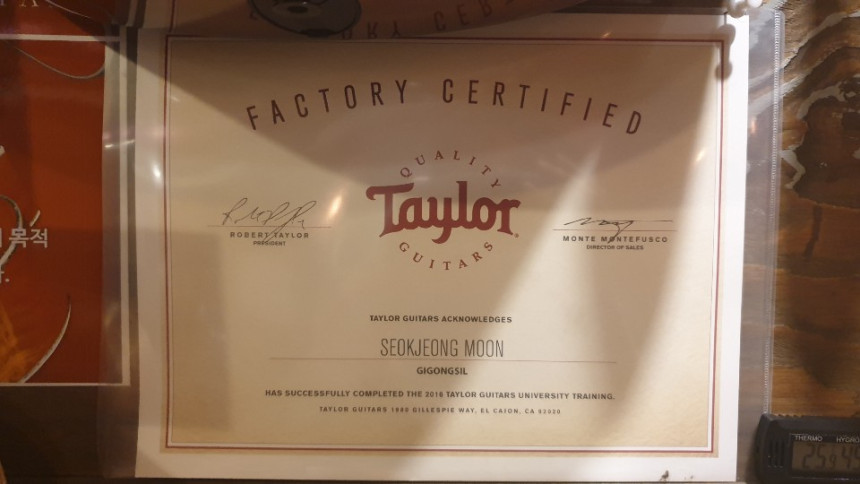 FACTORY CERTIFIED
QUALITY
Taylor
GUITARS
ROBERT TAYLOR
PRESIDENT
MONTE MONTEFUSCO
DIRECTOR OF SALES
TAYLOR GUITARS ACKNOWLEDGES
SEOKJEONG MOON
GIGONGSIL
HAS SUCCESSFULLY COMPLETED THE 2016 TAYLOR GUITARS UNIVERSITY TRAINING.
TAYLOR GUITARS 1980 GILLESPIE WAY, EL CAJON, CA 92020
목적
THERMO HYGRO